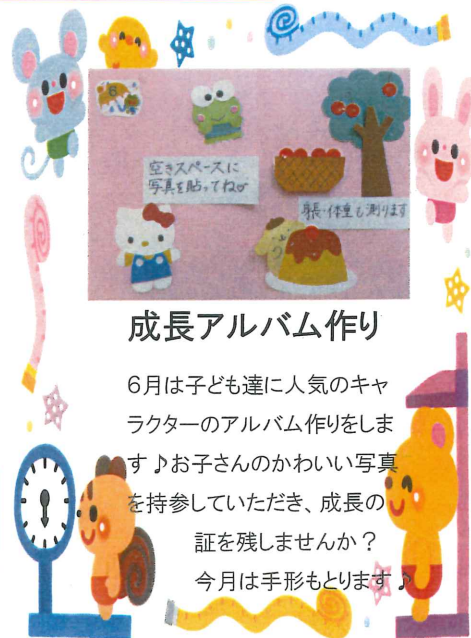 6
空きスペースに
写真を貼ってね♡
身長・体重も測ります
成長アルバム作り
6月は子ども達に人気のキャ
ラクターのアルバム作りをしま
す♪お子さんのかわいい写真
を持参していただき、成長の
証を残しませんか？
今月は手形もとります♪